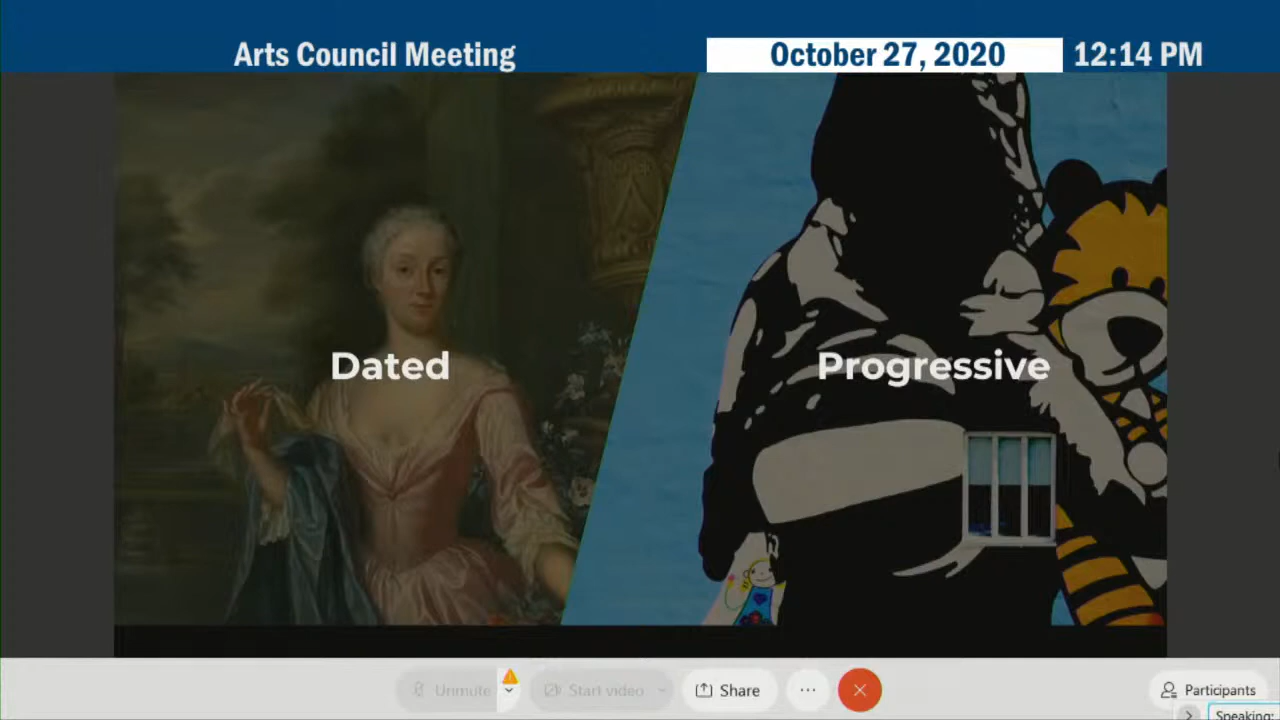 Arts Council Meeting
October 27, 2020
12:14 PM
Dated
Progressive
Unmute
Start video
Share
Participants
Speaking: